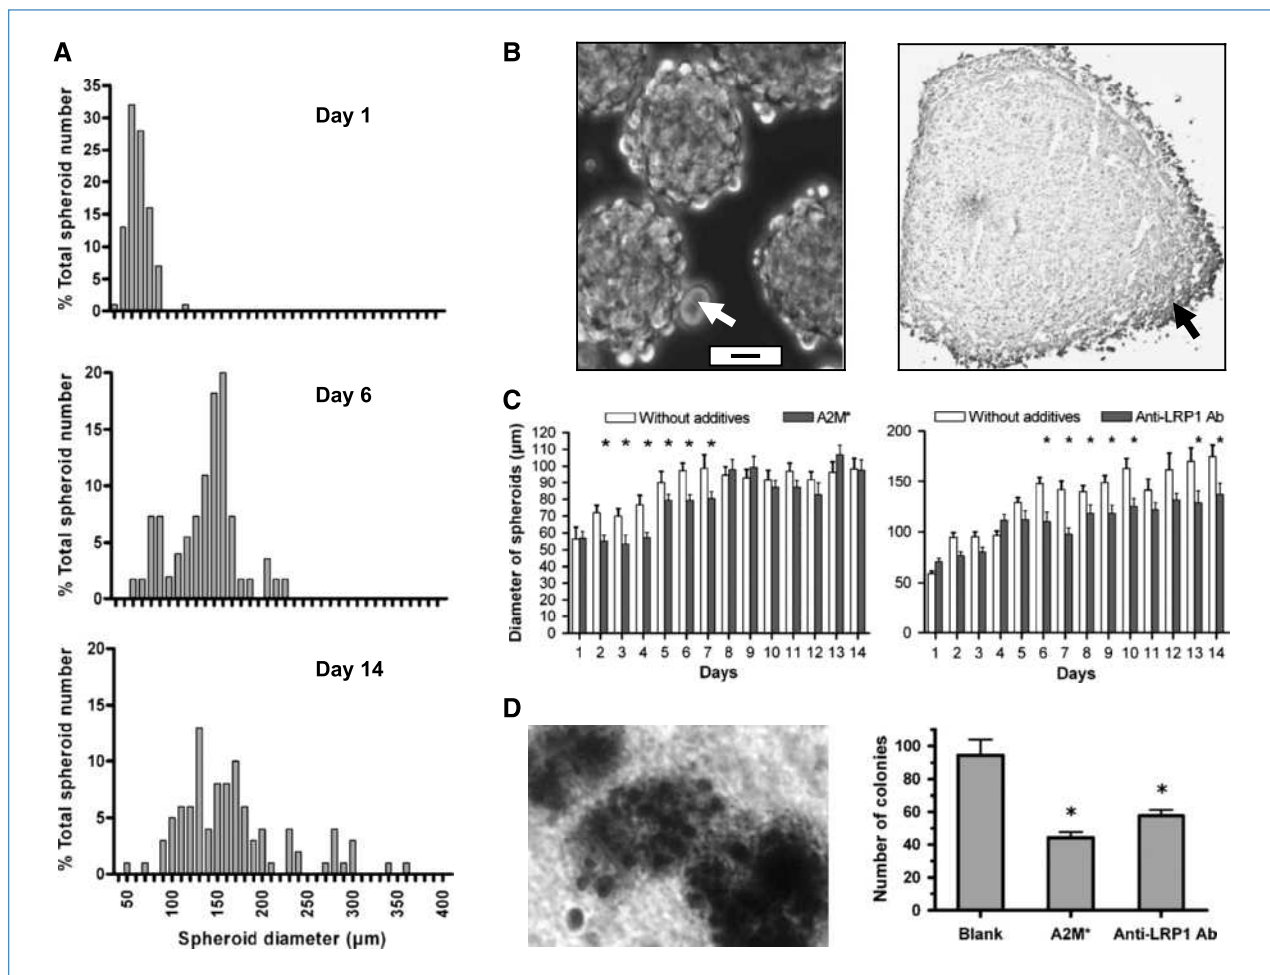 A
35
30
25
20
15
10
5
0
% Total spheroid number
Day 1
20
15
10
5
0
% Total spheroid number
Day 6
20
15
10
5
0
% Total spheroid number
Day 14
50 100 150 200 250 300 350 400
Spheroid diameter (µm)
B
C
Without additives A2M*
120
110
100
90
80
70
60
50
40
30
20
10
0
Diameter of spheroids (µm)
* * * * * *
1 2 3 4 5 6 7 8 9 10 11 12 13 14
Days
Without additives Anti-LRP1 Ab
200
150
100
50
0
* * * * * * *
1 2 3 4 5 6 7 8 9 10 11 12 13 14
Days
D
100
80
60
40
20
0
Number of colonies
* *
Blank A2M* Anti-LRP1 Ab